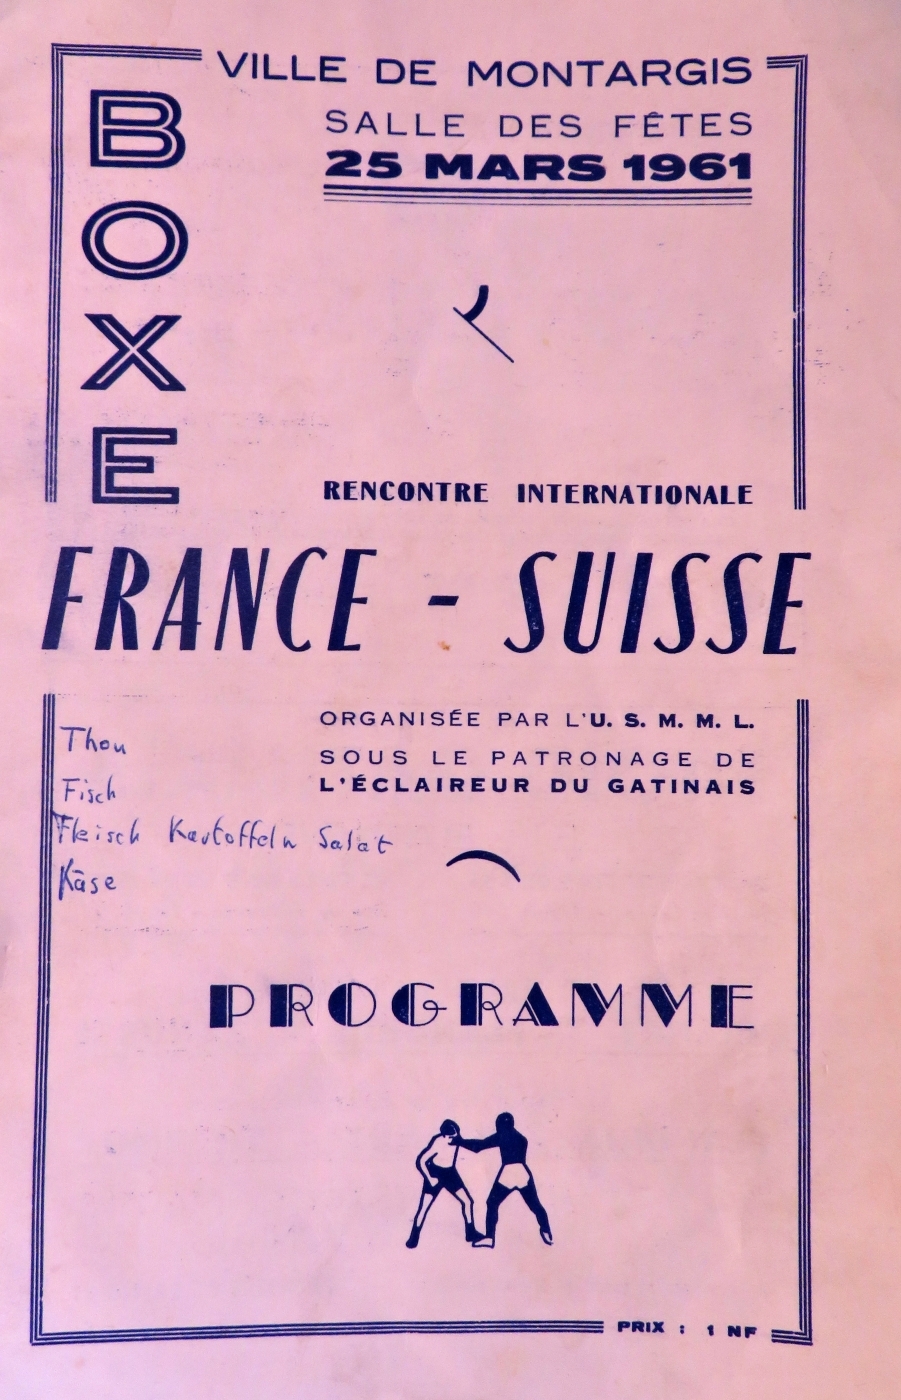 VILLE DE MONTARGIS
SALLE DES FÊTES
25 MARS 1961
BOXE
RENCONTRE INTERNATIONALE
FRANCE - SUISSE
ORGANISÉE PAR L'U. S. M. M. L.
SOUS LE PATRONAGE DE
L'ÉCLAIREUR DU GATINAIS
Thon
Fisch
Fleisch Kartoffeln Salat
Käse
PROGRAMME
PRIX : 1 NF